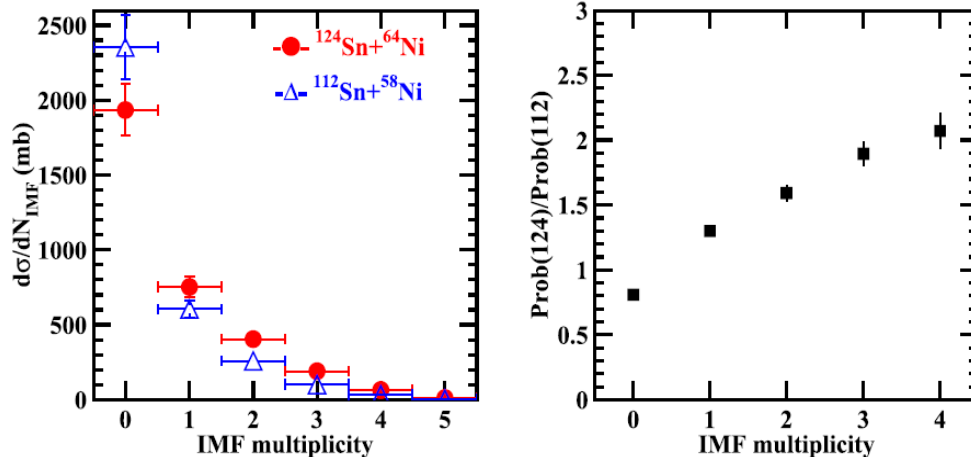 2500
2000
1500
1000
500
0
dσ/dN_IMF (mb)
¹²⁴Sn+⁶⁴Ni
¹¹²Sn+⁵⁸Ni
0 1 2 3 4 5
IMF multiplicity
3
2.5
2
1.5
1
0.5
0
Prob(124)/Prob(112)
0 1 2 3 4
IMF multiplicity